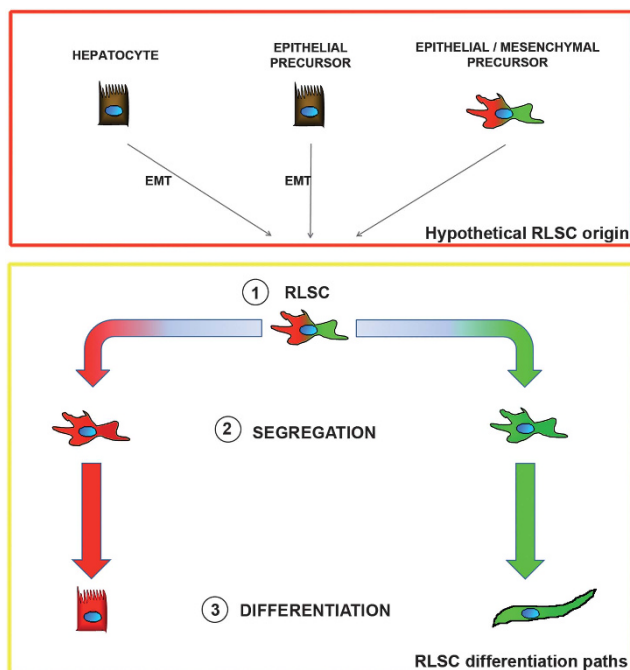 HEPATOCYTE
EPITHELIAL
PRECURSOR
EPITHELIAL / MESENCHYMAL
PRECURSOR
EMT
EMT
Hypothetical RLSC origin
1 RLSC
2 SEGREGATION
3 DIFFERENTIATION
RLSC differentiation paths